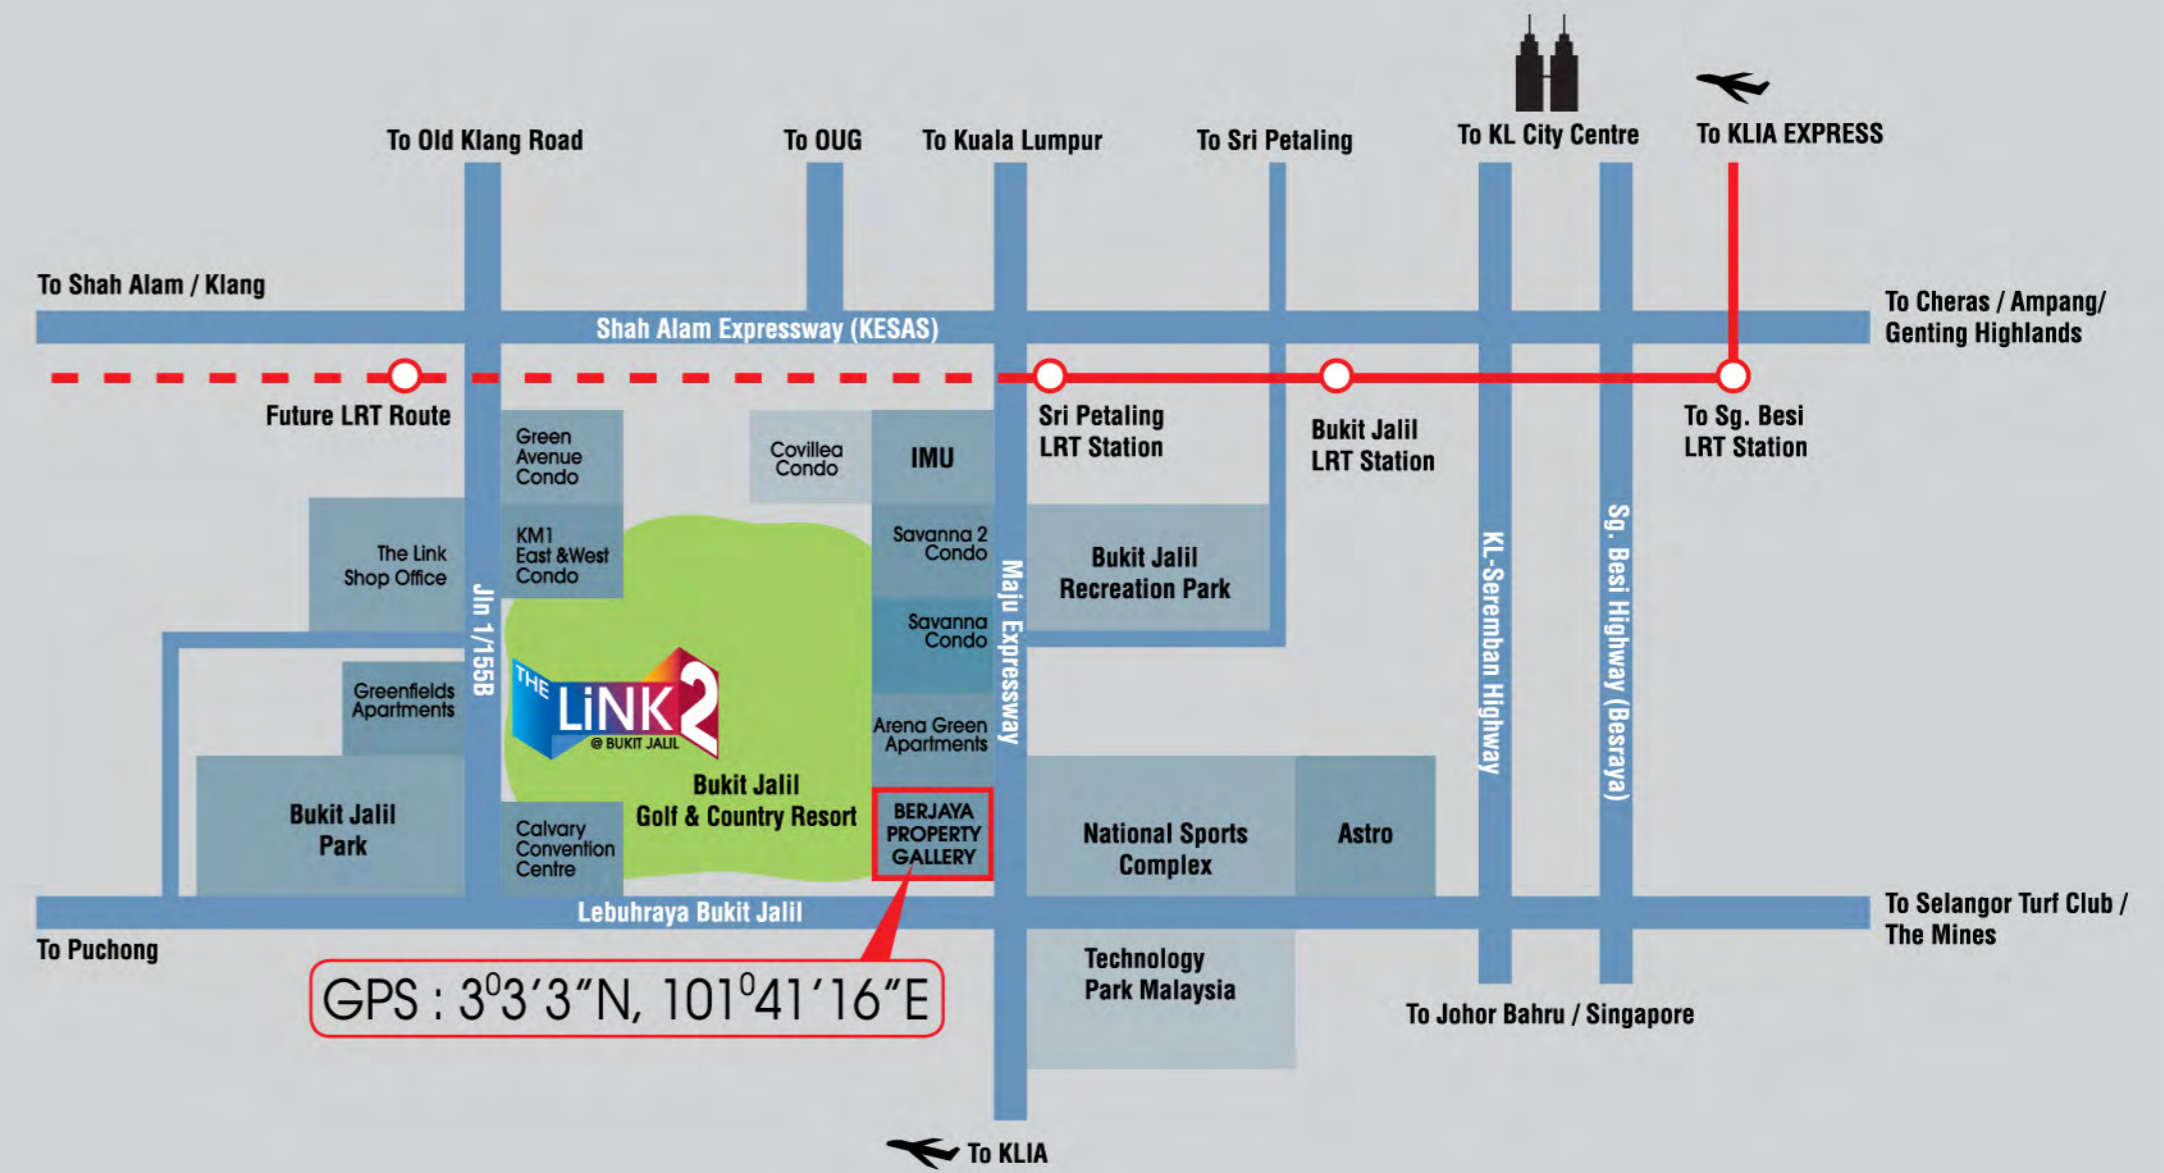 To Old Klang Road
To OUG
To Kuala Lumpur
To Sri Petaling
To KL City Centre
To KLIA EXPRESS
To Shah Alam / Klang
Shah Alam Expressway (KESAS)
To Cheras / Ampang/
Genting Highlands
Future LRT Route
Sri Petaling
LRT Station
Bukit Jalil
LRT Station
To Sg. Besi
LRT Station
Green
Avenue
Condo
Covillea
Condo
IMU
The Link
Shop Office
KM1
East &West
Condo
Savanna 2
Condo
Bukit Jalil
Recreation Park
Jln 1/155B
Maju Expressway
KL-Seremban Highway
Sg. Besi Highway (Besraya)
Savanna
Condo
Greenfields
Apartments
THE
LiNK2
@ BUKIT JALIL
Arena Green
Apartments
Bukit Jalil
Golf & Country Resort
Bukit Jalil
Park
Calvary
Convention
Centre
BERJAYA
PROPERTY
GALLERY
National Sports
Complex
Astro
Lebuhraya Bukit Jalil
To Selangor Turf Club /
The Mines
To Puchong
GPS : 3⁰3'3"N, 101⁰41'16"E
Technology
Park Malaysia
To Johor Bahru / Singapore
To KLIA